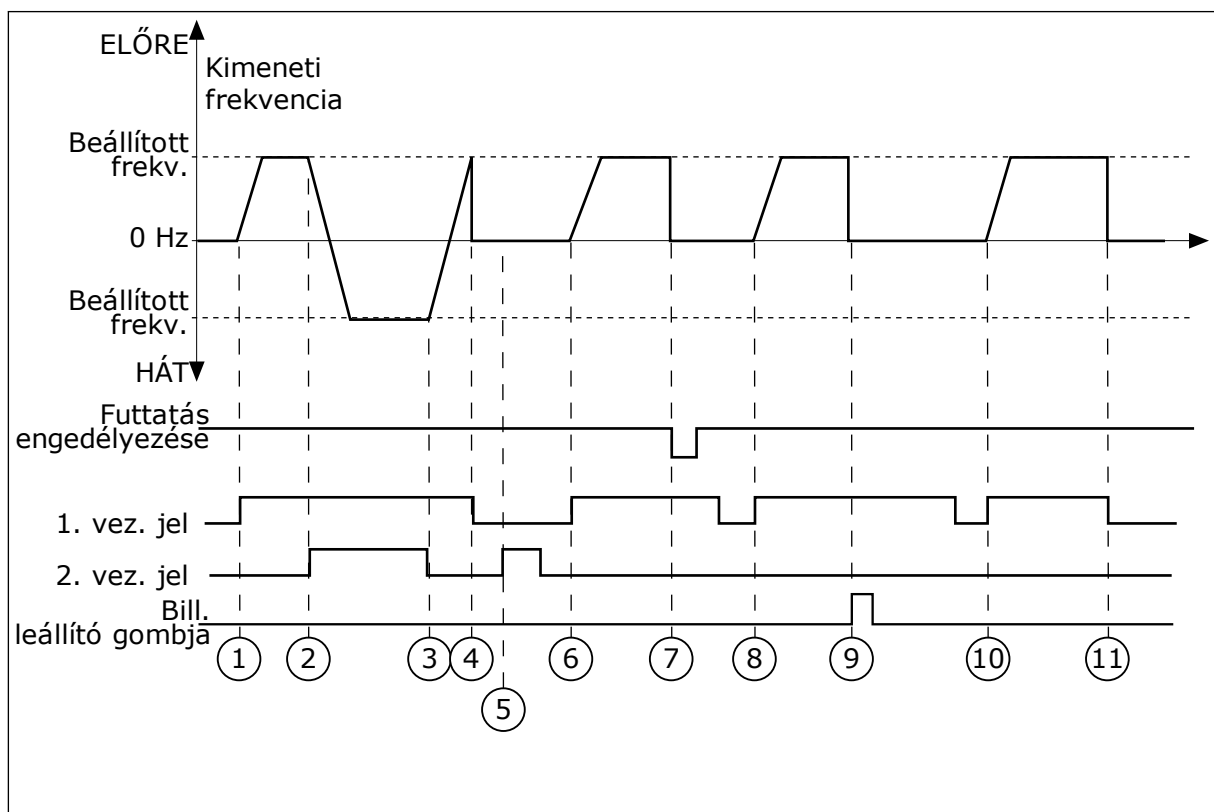 ELŐRE
Kimeneti
frekvencia
Beállított
frekv.
0 Hz
Beállított
frekv.
HÁT
Futtatás
engedélyezése
1. vez. jel
2. vez. jel
Bill.
leállító gombja
1 2 3 4 6 7 8 9 10 11
5